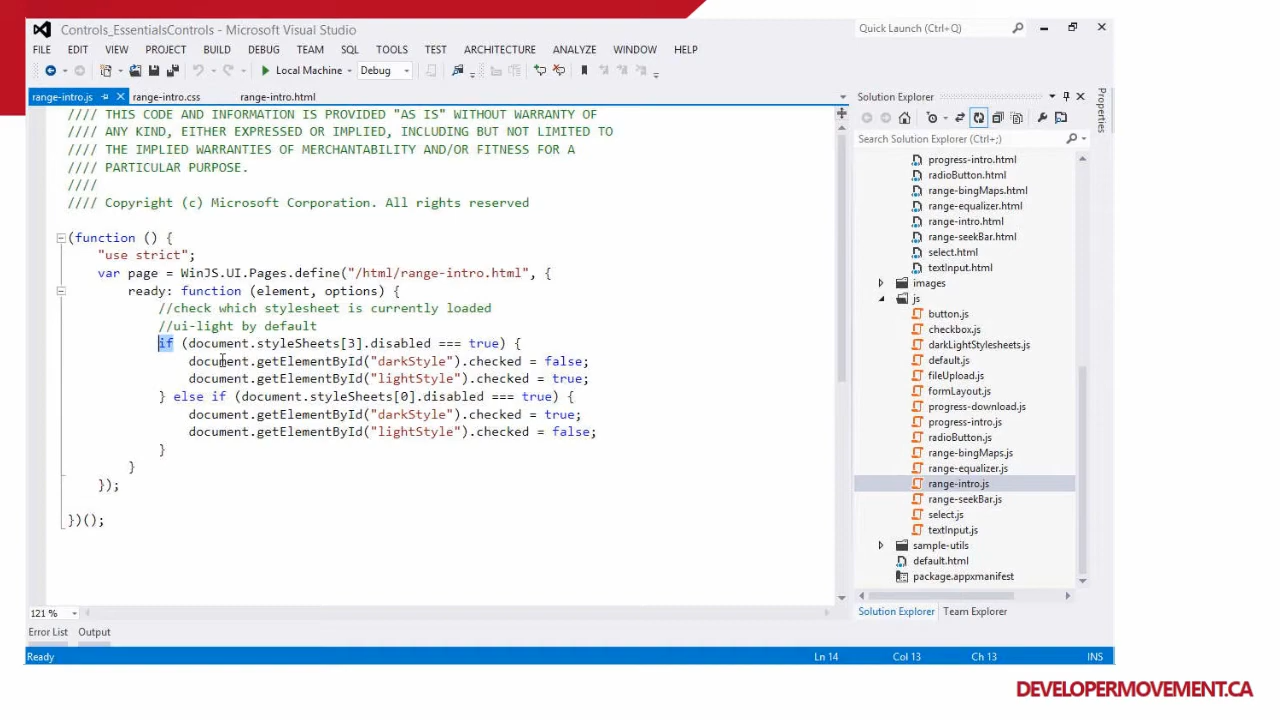 Controls_EssentialsControls - Microsoft Visual Studio
Quick Launch (Ctrl+Q)
FILE EDIT VIEW PROJECT BUILD DEBUG TEAM SQL TOOLS TEST ARCHITECTURE ANALYZE WINDOW HELP
Local Machine Debug
range-intro.js range-intro.css range-intro.html
//// THIS CODE AND INFORMATION IS PROVIDED "AS IS" WITHOUT WARRANTY OF
//// ANY KIND, EITHER EXPRESSED OR IMPLIED, INCLUDING BUT NOT LIMITED TO
//// THE IMPLIED WARRANTIES OF MERCHANTABILITY AND/OR FITNESS FOR A
//// PARTICULAR PURPOSE.
////
//// Copyright (c) Microsoft Corporation. All rights reserved
(function () {
"use strict";
var page = WinJS.UI.Pages.define("/html/range-intro.html", {
ready: function (element, options) {
//check which stylesheet is currently loaded
//ui-light by default
if (document.styleSheets[3].disabled === true) {
document.getElementById("darkStyle").checked = false;
document.getElementById("lightStyle").checked = true;
} else if (document.styleSheets[0].disabled === true) {
document.getElementById("darkStyle").checked = true;
document.getElementById("lightStyle").checked = false;
}
}
});
})();
121 %
Error List Output
Ready
Ln 14 Col 13 Ch 13 INS
Solution Explorer
Properties
Search Solution Explorer (Ctrl+;)
progress-intro.html
radioButton.html
range-bingMaps.html
range-equalizer.html
range-intro.html
range-seekBar.html
select.html
textInput.html
images
js
button.js
checkbox.js
darkLightStylesheets.js
default.js
fileUpload.js
formLayout.js
progress-download.js
progress-intro.js
radioButton.js
range-bingMaps.js
range-equalizer.js
range-intro.js
range-seekBar.js
select.js
textInput.js
sample-utils
default.html
package.appxmanifest
Solution Explorer Team Explorer
DEVELOPERMOVEMENT.CA